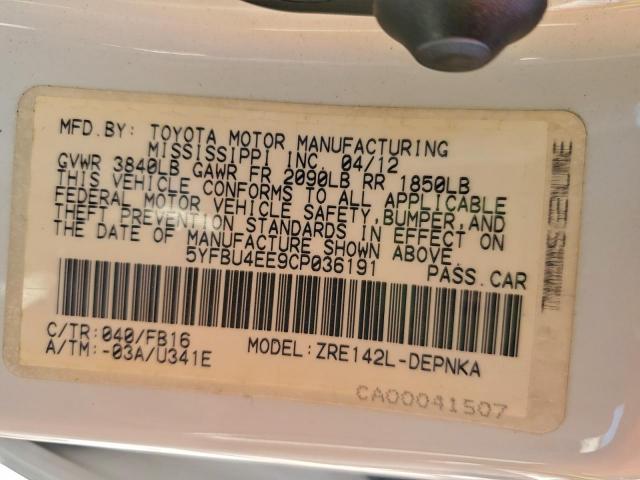 MFD.BY: TOYOTA MOTOR MANUFACTURING
MISSISSIPPI INC. 04/12
GVWR 3840LB GAWR FR 2090LB RR 1850LB
THIS VEHICLE CONFORMS TO ALL APPLICABLE
FEDERAL MOTOR VEHICLE SAFETY, BUMPER, AND
THEFT PREVENTION STANDARDS IN EFFECT ON
THE DATE OF MANUFACTURE SHOWN ABOVE.
5YFBU4EE9CP036191 PASS.CAR
C/TR:040/FB16
A/TM:-03A/U341E
MODEL:ZRE142L-DEPNKA
CA00041507
GENUINE